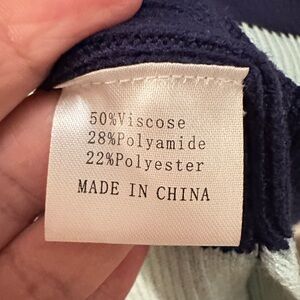 50%Viscose
28%Polyamide
22%Polyester
MADE IN CHINA